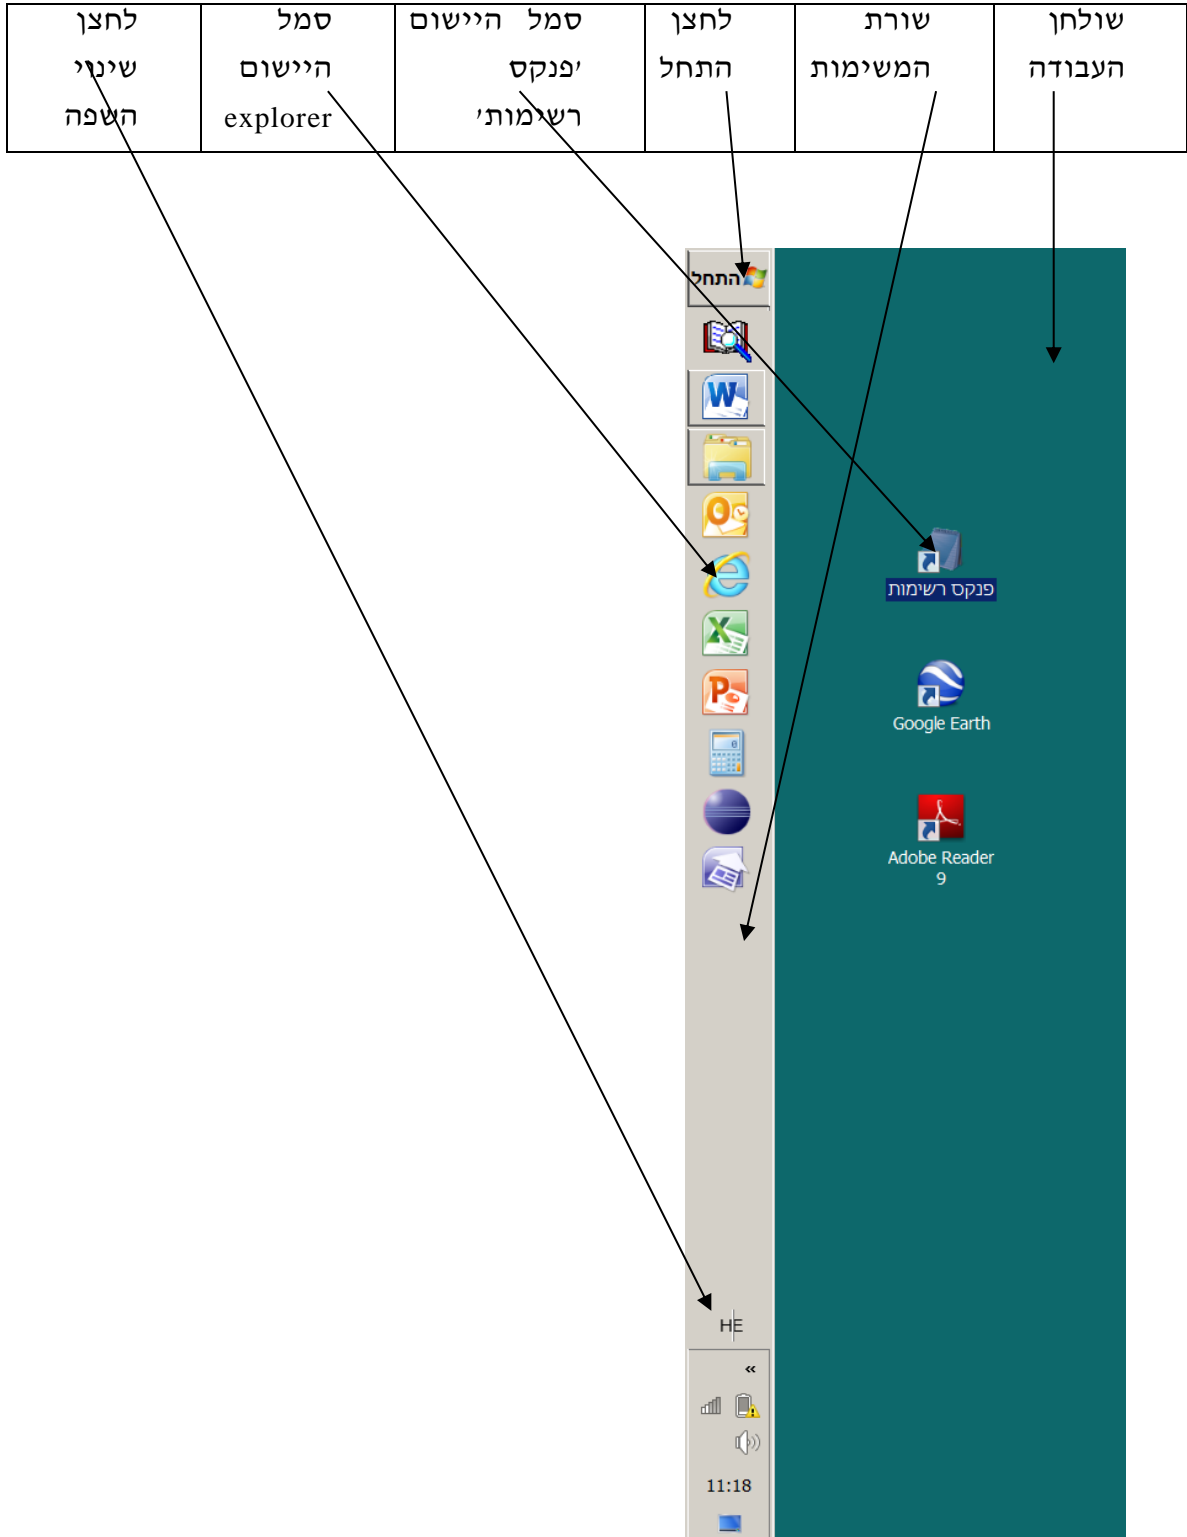 שולחן
העבודה
שורת
המשימות
לחצן
התחל
סמל היישום
'פנקס
רשימות'
סמל
היישום
explorer
לחצן
שינוי
השפה
התחל
פנקס רשימות
Google Earth
Adobe Reader
9
HE
«
11:18